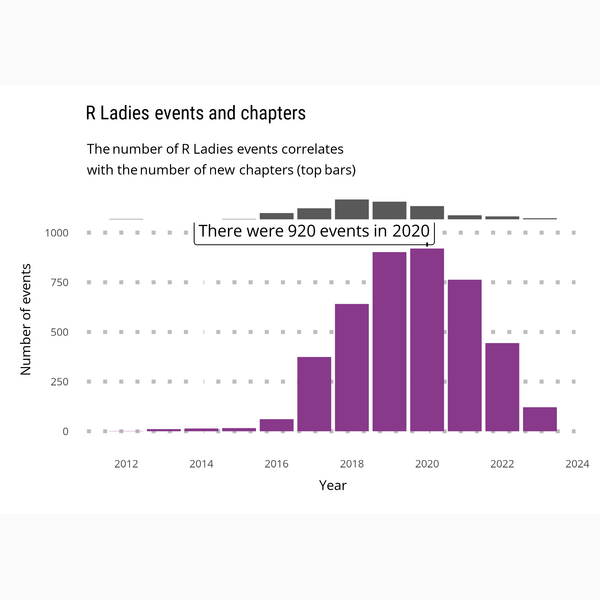 R Ladies events and chapters
The number of R Ladies events correlates
with the number of new chapters (top bars)
There were 920 events in 2020
1000
750
500
250
0
Number of events
2012 2014 2016 2018 2020 2022 2024
Year